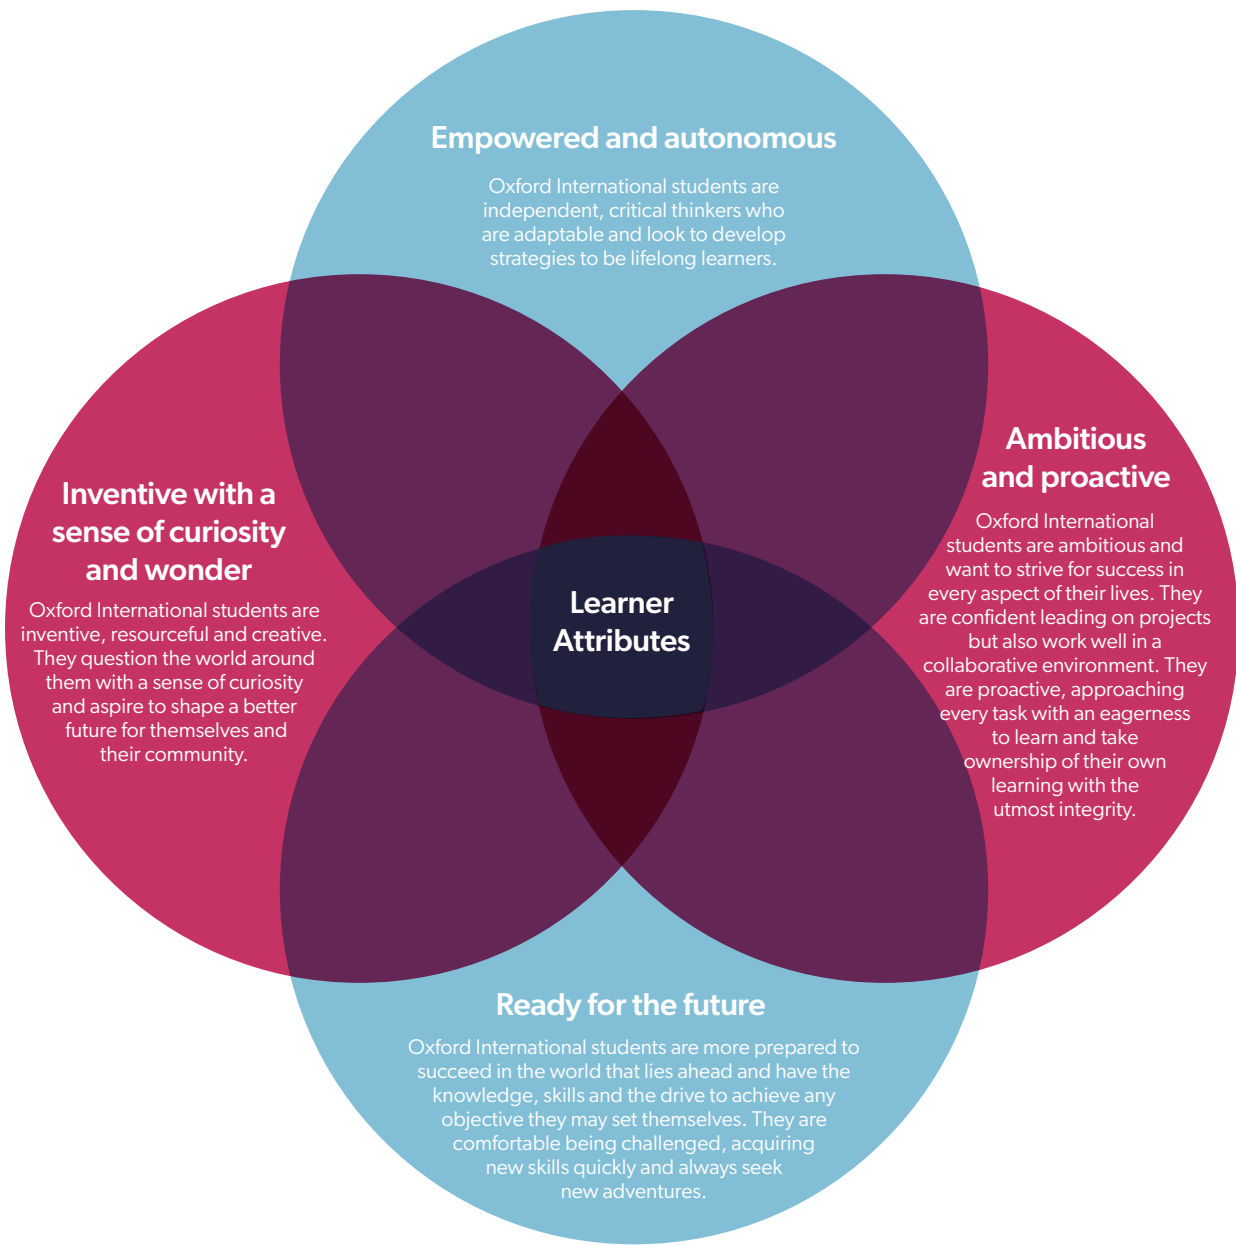 Empowered and autonomous
Oxford International students are
independent, critical thinkers who
are adaptable and look to develop
strategies to be lifelong learners.
Inventive with a
sense of curiosity
and wonder
Oxford International students are
inventive, resourceful and creative.
They question the world around
them with a sense of curiosity
and aspire to shape a better
future for themselves and
their community.
Learner
Attributes
Ambitious
and proactive
Oxford International
students are ambitious and
want to strive for success in
every aspect of their lives. They
are confident leading on projects
but also work well in a
collaborative environment. They
are proactive, approaching
every task with an eagerness
to learn and take
ownership of their own
learning with the
utmost integrity.
Ready for the future
Oxford International students are more prepared to
succeed in the world that lies ahead and have the
knowledge, skills and the drive to achieve any
objective they may set themselves. They are
comfortable being challenged, acquiring
new skills quickly and always seek
new adventures.